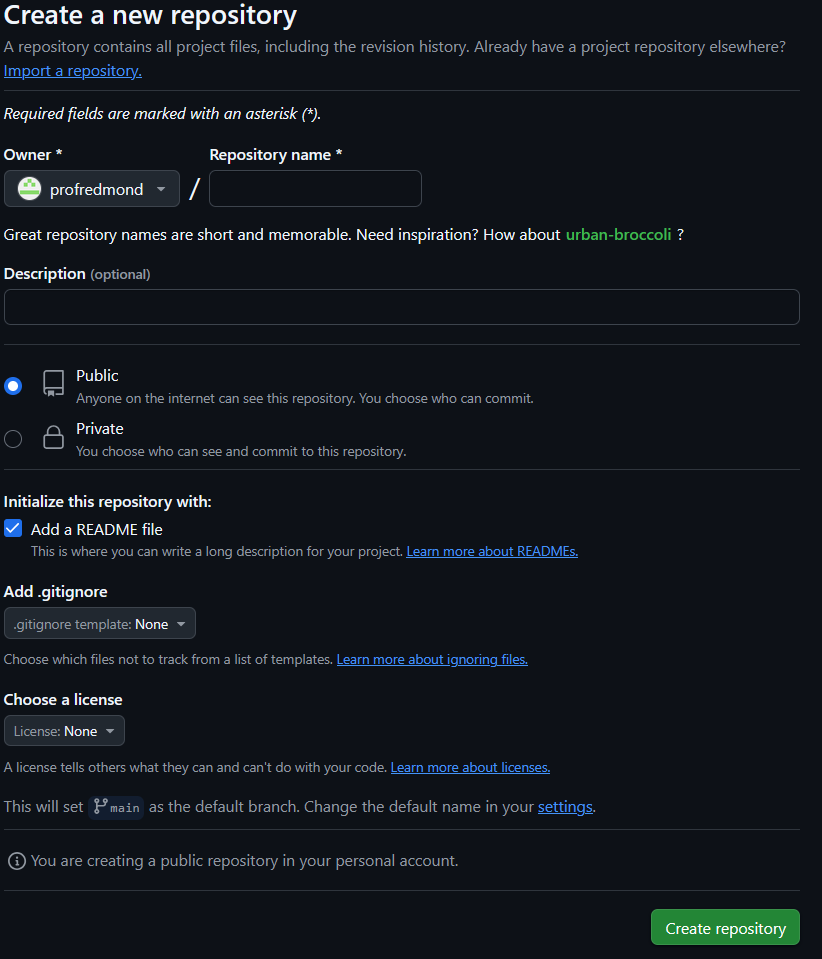 Create a new repository
A repository contains all project files, including the revision history. Already have a project repository elsewhere?
Import a repository.
Required fields are marked with an asterisk (*).
Owner * Repository name *
profredmond /
Great repository names are short and memorable. Need inspiration? How about urban-broccoli ?
Description (optional)
Public
Anyone on the internet can see this repository. You choose who can commit.
Private
You choose who can see and commit to this repository.
Initialize this repository with:
Add a README file
This is where you can write a long description for your project. Learn more about READMEs.
Add .gitignore
.gitignore template: None
Choose which files not to track from a list of templates. Learn more about ignoring files.
Choose a license
License: None
A license tells others what they can and can't do with your code. Learn more about licenses.
This will set main as the default branch. Change the default name in your settings.
You are creating a public repository in your personal account.
Create repository